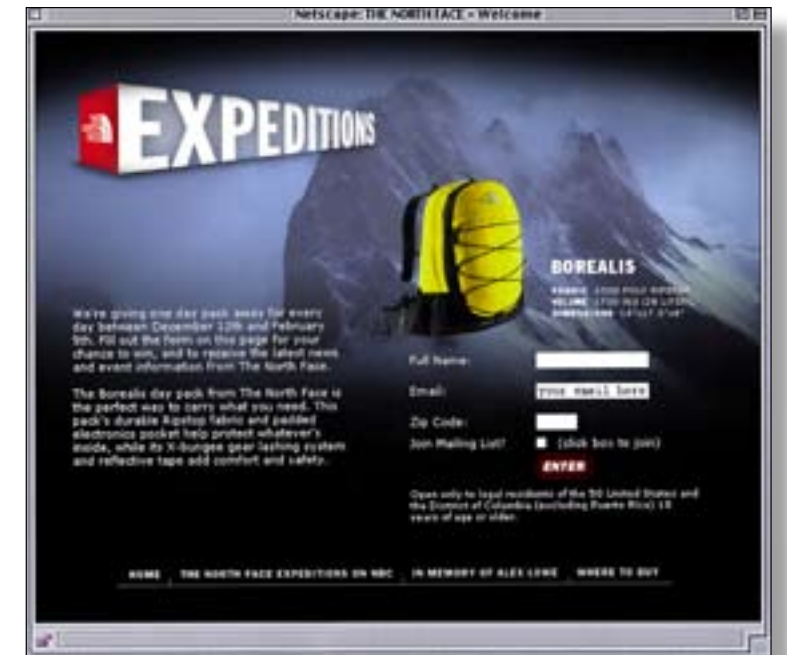 Netscape: THE NORTH FACE - Welcome
EXPEDITIONS
BOREALIS
FABRIC
VOLUME
DIMENSIONS
We're giving one day pack away for every
day between December 12th and February
9th. Fill out the form on this page for your
chance to win, and to receive the latest news
and event information from The North Face.
The Borealis day pack from The North Face is
the perfect way to carry what you need. This
pack's durable Ripstop fabric and padded
electronics pocket help protect whatever's
inside, while its X-bungee gear lashing system
and reflective tape add comfort and safety.
Full Name:
Email: your email here
Zip Code:
Join Mailing List? (click box to join)
ENTER
Open only to legal residents of the 50 United States and
the District of Columbia (excluding Puerto Rico) 18
years of age or older.
HOME THE NORTH FACE EXPEDITIONS ON NBC IN MEMORY OF ALEX LOWE WHERE TO BUY